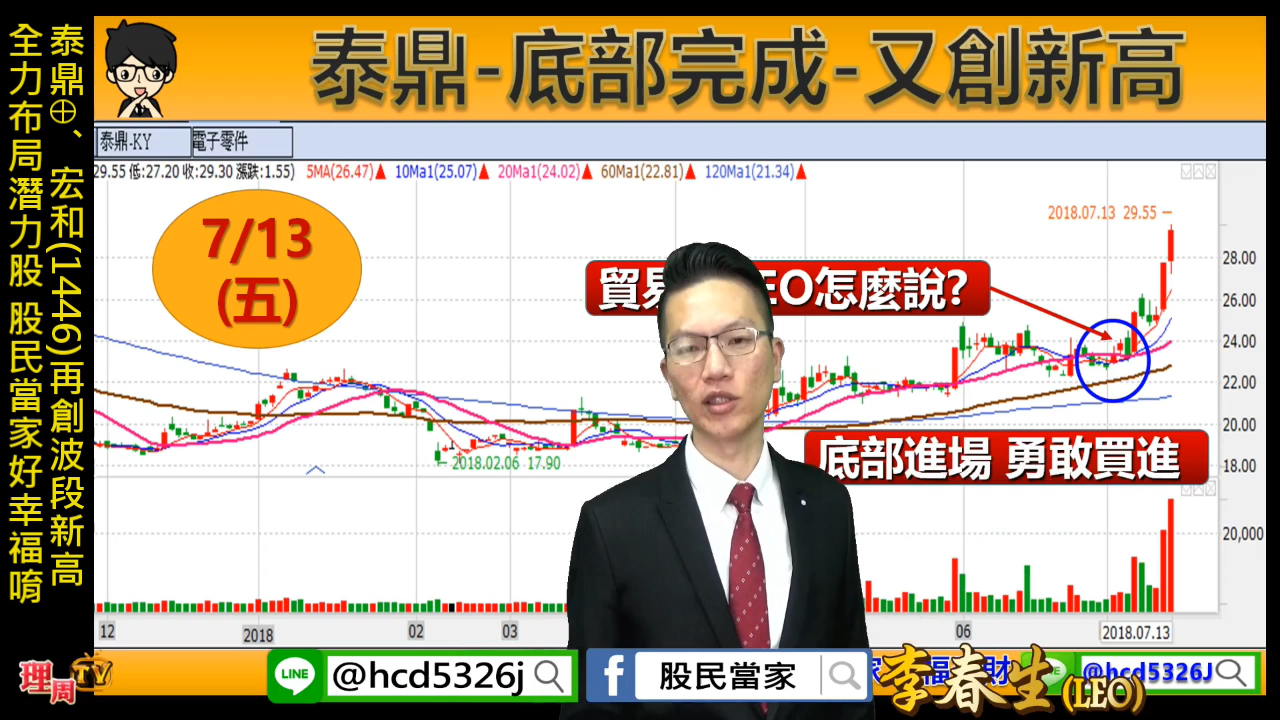 泰鼎⊕、宏和(1446)再創波段新高
全力布局潛力股 股民當家好幸福唷
泰鼎-底部完成-又創新高
泰鼎-KY 電子零件
29.55 低:27.20 收:29.30 漲跌:1.55) 5MA(26.47)▲ 10Ma1(25.07)▲ 20Ma1(24.02)▲ 60Ma1(22.81)▲ 120Ma1(21.34)▲
7/13
(五)
2018.07.13 29.55
貿易 EO怎麼說?
28.00
26.00
24.00
22.00
20.00
18.00
2018.02.06 17.90
底部進場 勇敢買進
20,000
12 2018 02 03 06 2018.07.13
理周TV
LINE @hcd5326j
f 股民當家
李春生(LEO)
@hcd5326J